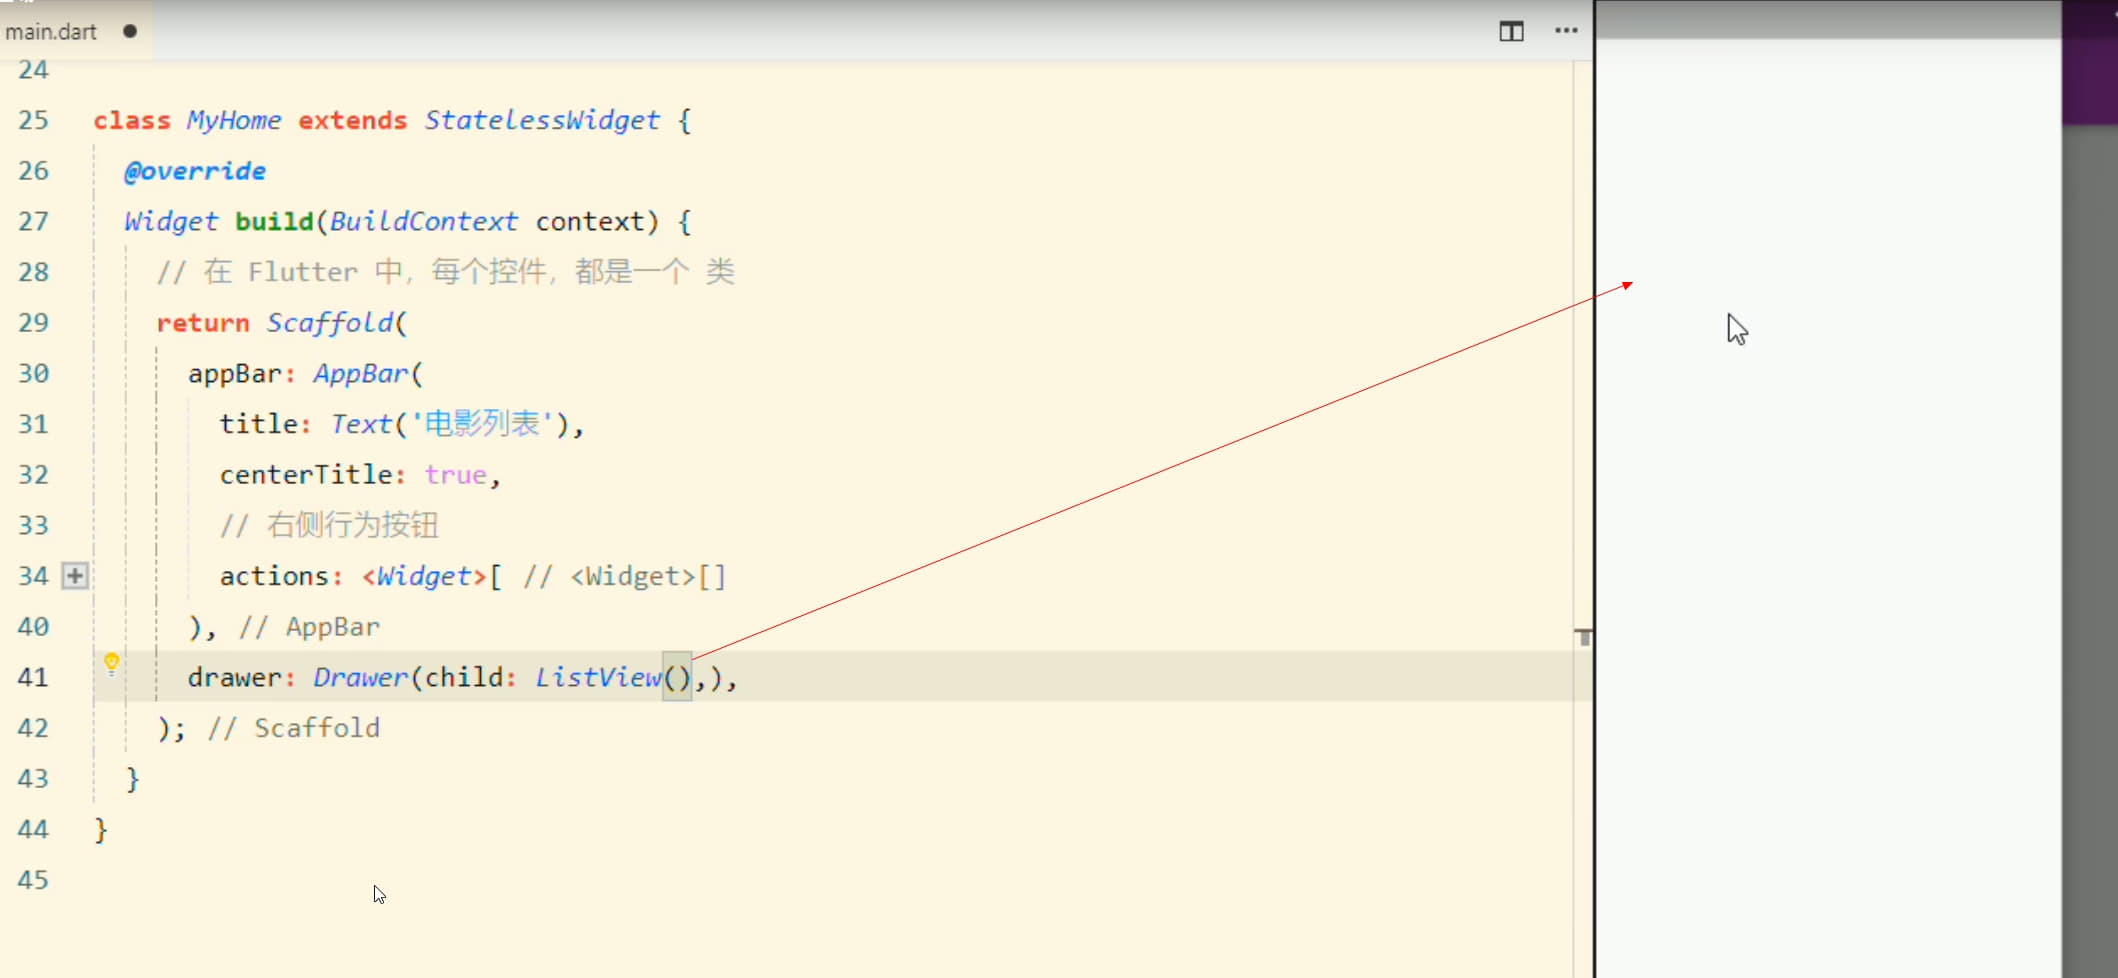 main.dart
24
25 class MyHome extends StatelessWidget {
26 @override
27 Widget build(BuildContext context) {
28 // 在 Flutter 中，每个控件，都是一个 类
29 return Scaffold(
30 appBar: AppBar(
31 title: Text('电影列表'),
32 centerTitle: true,
33 // 右侧行为按钮
34 actions: <Widget>[ // <Widget>[]
40 ), // AppBar
41 drawer: Drawer(child: ListView(),),
42 ); // Scaffold
43 }
44 }
45